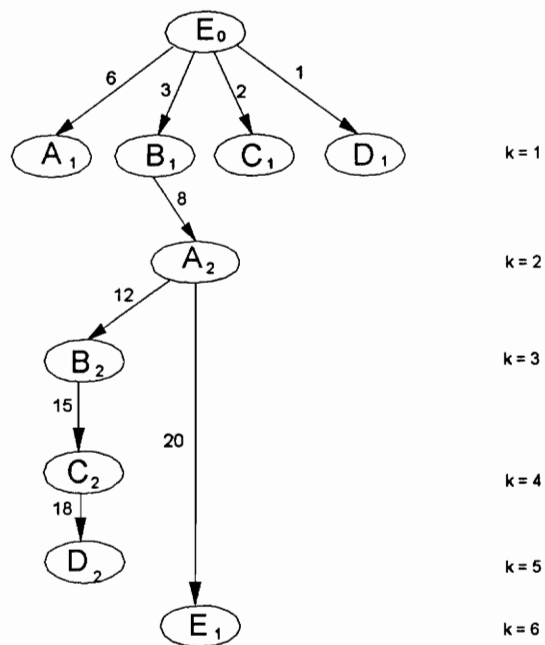 E₀
6 3 2 1
A₁ B₁ C₁ D₁ k = 1
8
A₂ k = 2
12
B₂ k = 3
15
20
C₂ k = 4
18
D₂ k = 5
E₁ k = 6